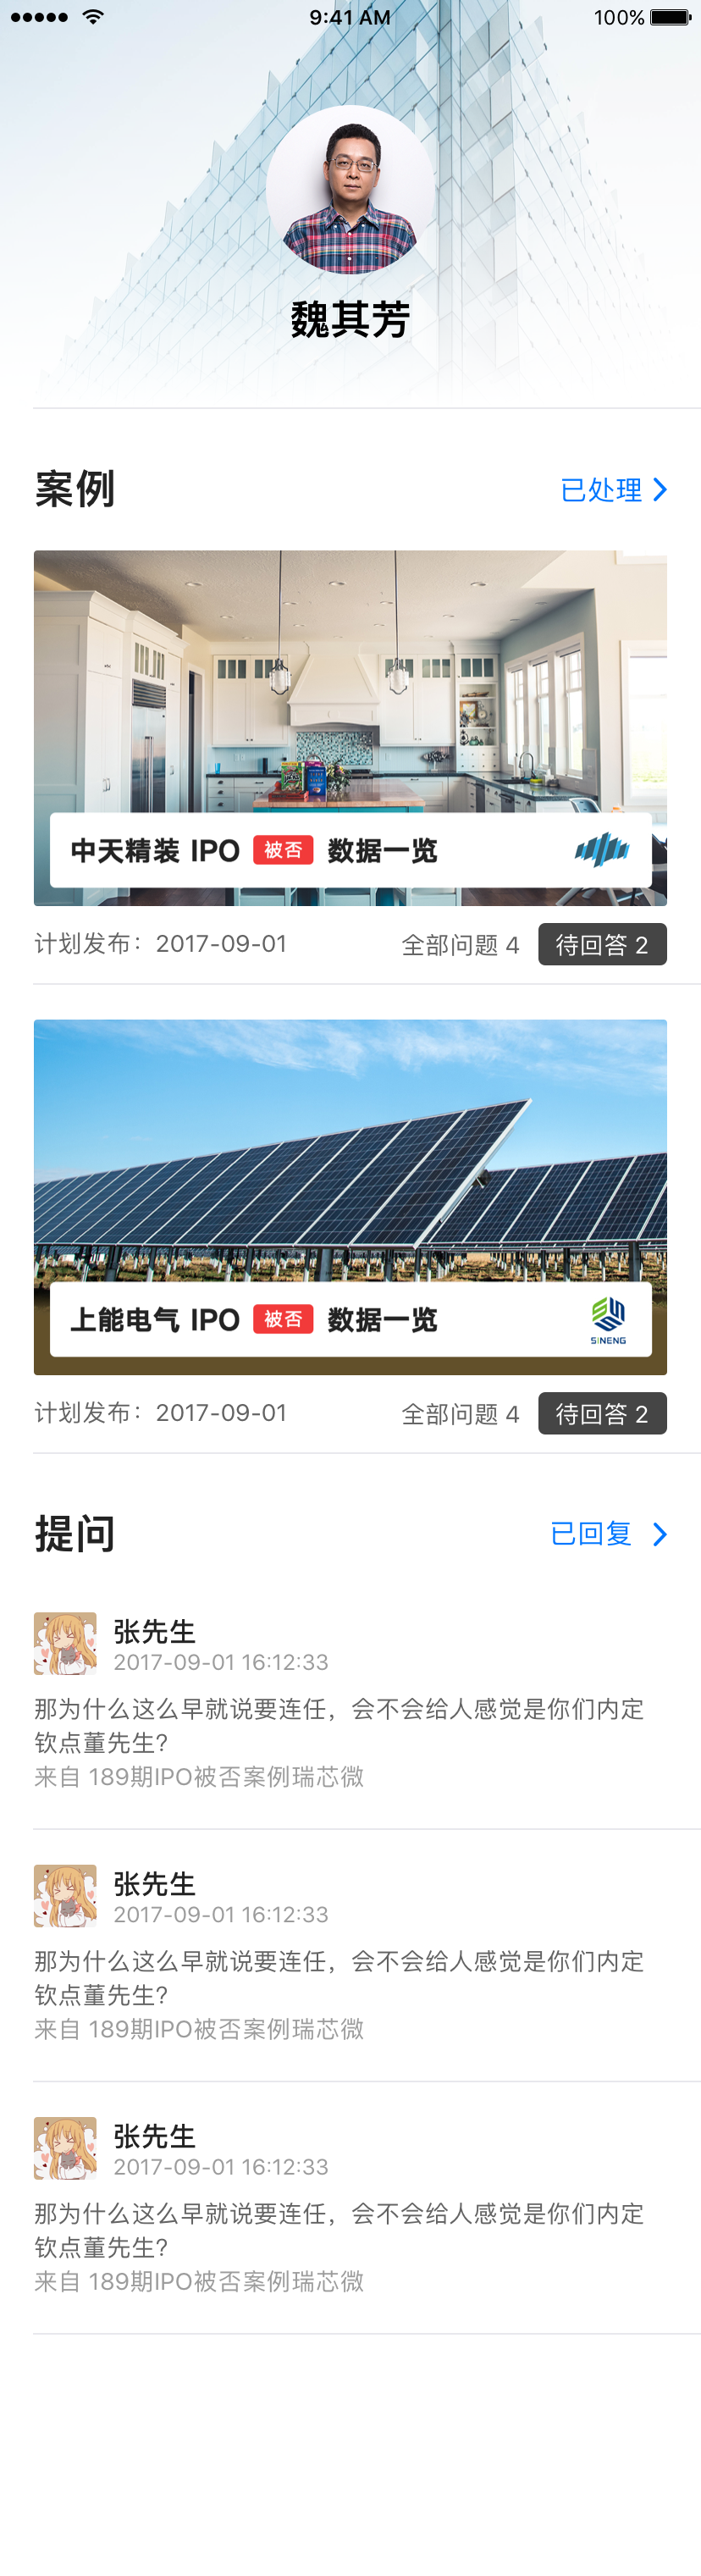 9:41 AM
100%
魏其芳
案例
已处理
中天精装 IPO 被否 数据一览
计划发布：2017-09-01
全部问题 4
待回答 2
上能电气 IPO 被否 数据一览
SiNENG
计划发布：2017-09-01
全部问题 4
待回答 2
提问
已回复
张先生
2017-09-01 16:12:33
那为什么这么早就说要连任，会不会给人感觉是你们内定
钦点董先生?
来自 189期IPO被否案例瑞芯微
张先生
2017-09-01 16:12:33
那为什么这么早就说要连任，会不会给人感觉是你们内定
钦点董先生?
来自 189期IPO被否案例瑞芯微
张先生
2017-09-01 16:12:33
那为什么这么早就说要连任，会不会给人感觉是你们内定
钦点董先生?
来自 189期IPO被否案例瑞芯微